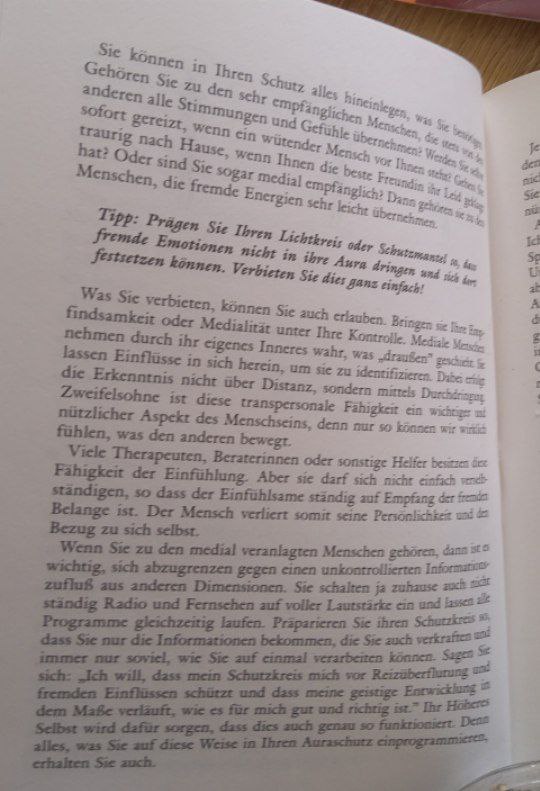 Sie können in Ihren Schutz alles hineinlegen, was Sie benötigen.
Gehören Sie zu den sehr empfänglichen Menschen, die stets von den
anderen alle Stimmungen und Gefühle übernehmen? Werden Sie selbst
sofort gereizt, wenn ein wütender Mensch vor Ihnen steht? Gehen Sie
traurig nach Hause, wenn Ihnen die beste Freundin ihr Leid geklagt
hat? Oder sind Sie sogar medial empfänglich? Dann gehören sie zu den
Menschen, die fremde Energien sehr leicht übernehmen.
Tipp: Prägen Sie Ihren Lichtkreis oder Schutzmantel so, dass
fremde Emotionen nicht in ihre Aura dringen und sich dort
festsetzen können. Verbieten Sie dies ganz einfach!
Was Sie verbieten, können Sie auch erlauben. Bringen sie Ihre Emp-
findsamkeit oder Medialität unter Ihre Kontrolle. Mediale Menschen
nehmen durch ihr eigenes Inneres wahr, was „draußen” geschieht. Sie
lassen Einflüsse in sich herein, um sie zu identifizieren. Dabei erfolgt
die Erkenntnis nicht über Distanz, sondern mittels Durchdringung.
Zweifelsohne ist diese transpersonale Fähigkeit ein wichtiger und
nützlicher Aspekt des Menschseins, denn nur so können wir wirklich
fühlen, was den anderen bewegt.
Viele Therapeuten, Beraterinnen oder sonstige Helfer besitzen diese
Fähigkeit der Einfühlung. Aber sie darf sich nicht einfach verselb-
ständigen, so dass der Einfühlsame ständig auf Empfang der fremden
Belange ist. Der Mensch verliert somit seine Persönlichkeit und den
Bezug zu sich selbst.
Wenn Sie zu den medial veranlagten Menschen gehören, dann ist es
wichtig, sich abzugrenzen gegen einen unkontrollierten Informations-
zufluß aus anderen Dimensionen. Sie schalten ja zuhause auch nicht
ständig Radio und Fernsehen auf voller Lautstärke ein und lassen alle
Programme gleichzeitig laufen. Präparieren Sie ihren Schutzkreis so,
dass Sie nur die Informationen bekommen, die Sie auch verkraften und
immer nur soviel, wie Sie auf einmal verarbeiten können. Sagen Sie
sich: „Ich will, dass mein Schutzkreis mich vor Reizüberflutung und
fremden Einflüssen schützt und dass meine geistige Entwicklung in
dem Maße verläuft, wie es für mich gut und richtig ist.” Ihr Höheres
Selbst wird dafür sorgen, dass dies auch genau so funktioniert. Denn
alles, was Sie auf diese Weise in Ihren Auraschutz einprogrammieren,
erhalten Sie auch.